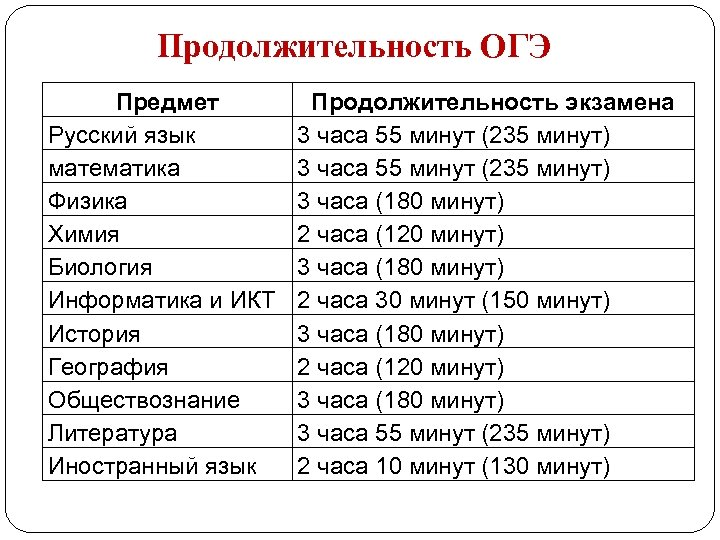 Продолжительность ОГЭ
Предмет Продолжительность экзамена
Русский язык 3 часа 55 минут (235 минут)
математика 3 часа 55 минут (235 минут)
Физика 3 часа (180 минут)
Химия 2 часа (120 минут)
Биология 3 часа (180 минут)
Информатика и ИКТ 2 часа 30 минут (150 минут)
История 3 часа (180 минут)
География 2 часа (120 минут)
Обществознание 3 часа (180 минут)
Литература 3 часа 55 минут (235 минут)
Иностранный язык 2 часа 10 минут (130 минут)